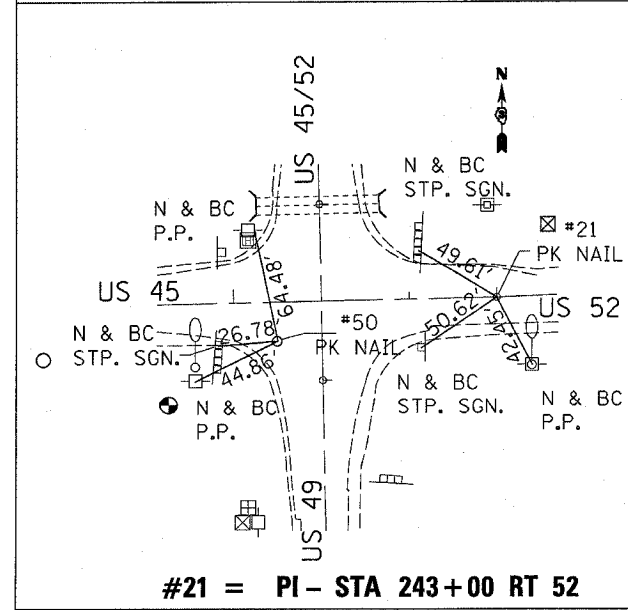 US 45/52
N
N & BC
STP. SGN.
N & BC
P.P.
#21
PK NAIL
49.61'
64.48'
US 45
US 52
50.62'
42.45'
26.78'
#50
PK NAIL
N & BC
STP. SGN.
44.86'
N & BC
STP. SGN.
N & BC
P.P.
N & BC
P.P.
US 49
#21 = PI - STA 243+00 RT 52